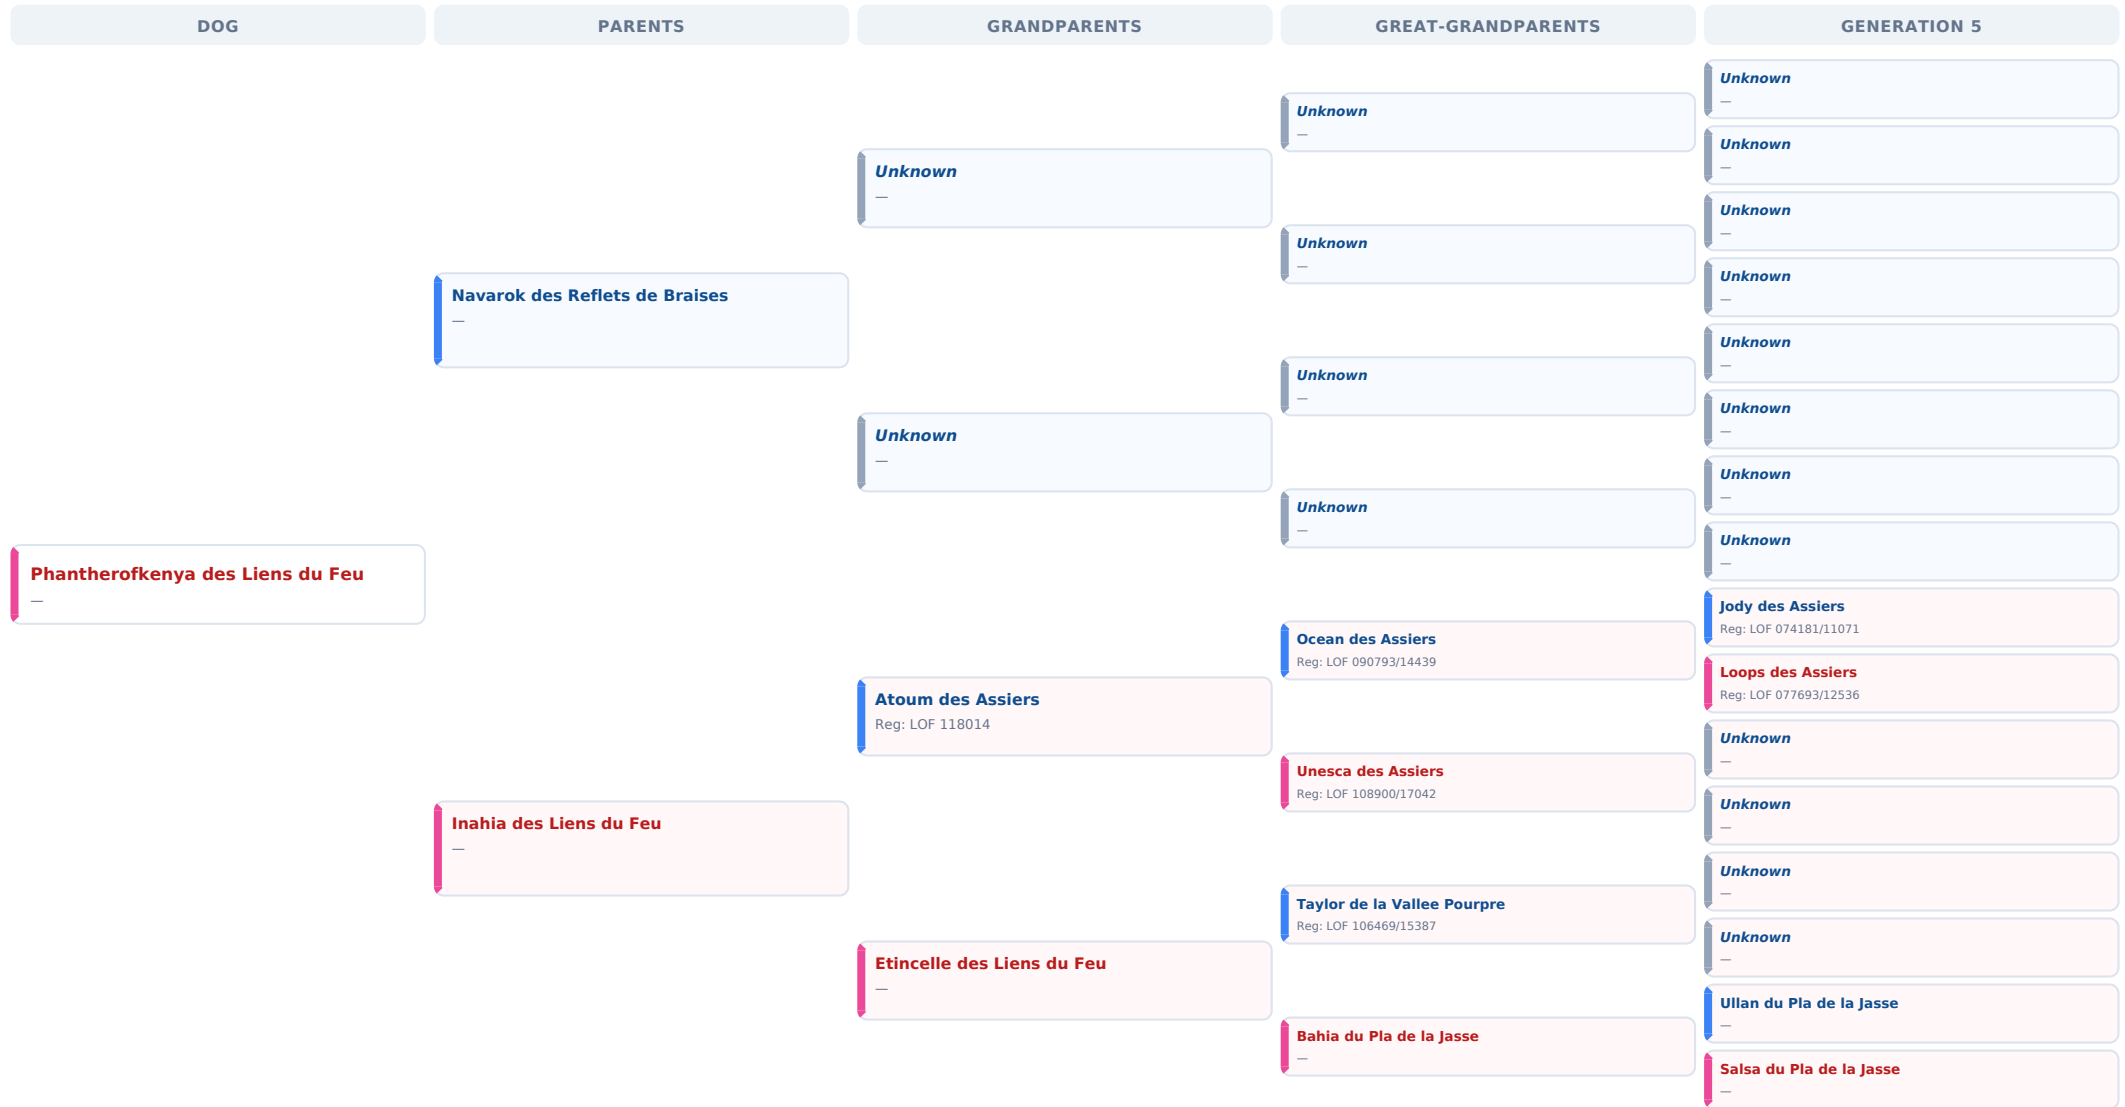 DOG
PARENTS
GRANDPARENTS
GREAT-GRANDPARENTS
GENERATION 5
Phantherofkenya des Liens du Feu
—
Navarok des Reflets de Braises
—
Inahia des Liens du Feu
—
Unknown
—
Unknown
—
Atoum des Assiers
Reg: LOF 118014
Etincelle des Liens du Feu
—
Unknown
—
Unknown
—
Unknown
—
Unknown
—
Ocean des Assiers
Reg: LOF 090793/14439
Unesca des Assiers
Reg: LOF 108900/17042
Taylor de la Vallee Pourpre
Reg: LOF 106469/15387
Bahia du Pla de la Jasse
—
Unknown
—
Unknown
—
Unknown
—
Unknown
—
Unknown
—
Unknown
—
Unknown
—
Unknown
—
Jody des Assiers
Reg: LOF 074181/11071
Loops des Assiers
Reg: LOF 077693/12536
Unknown
—
Unknown
—
Unknown
—
Unknown
—
Ullan du Pla de la Jasse
—
Salsa du Pla de la Jasse
—